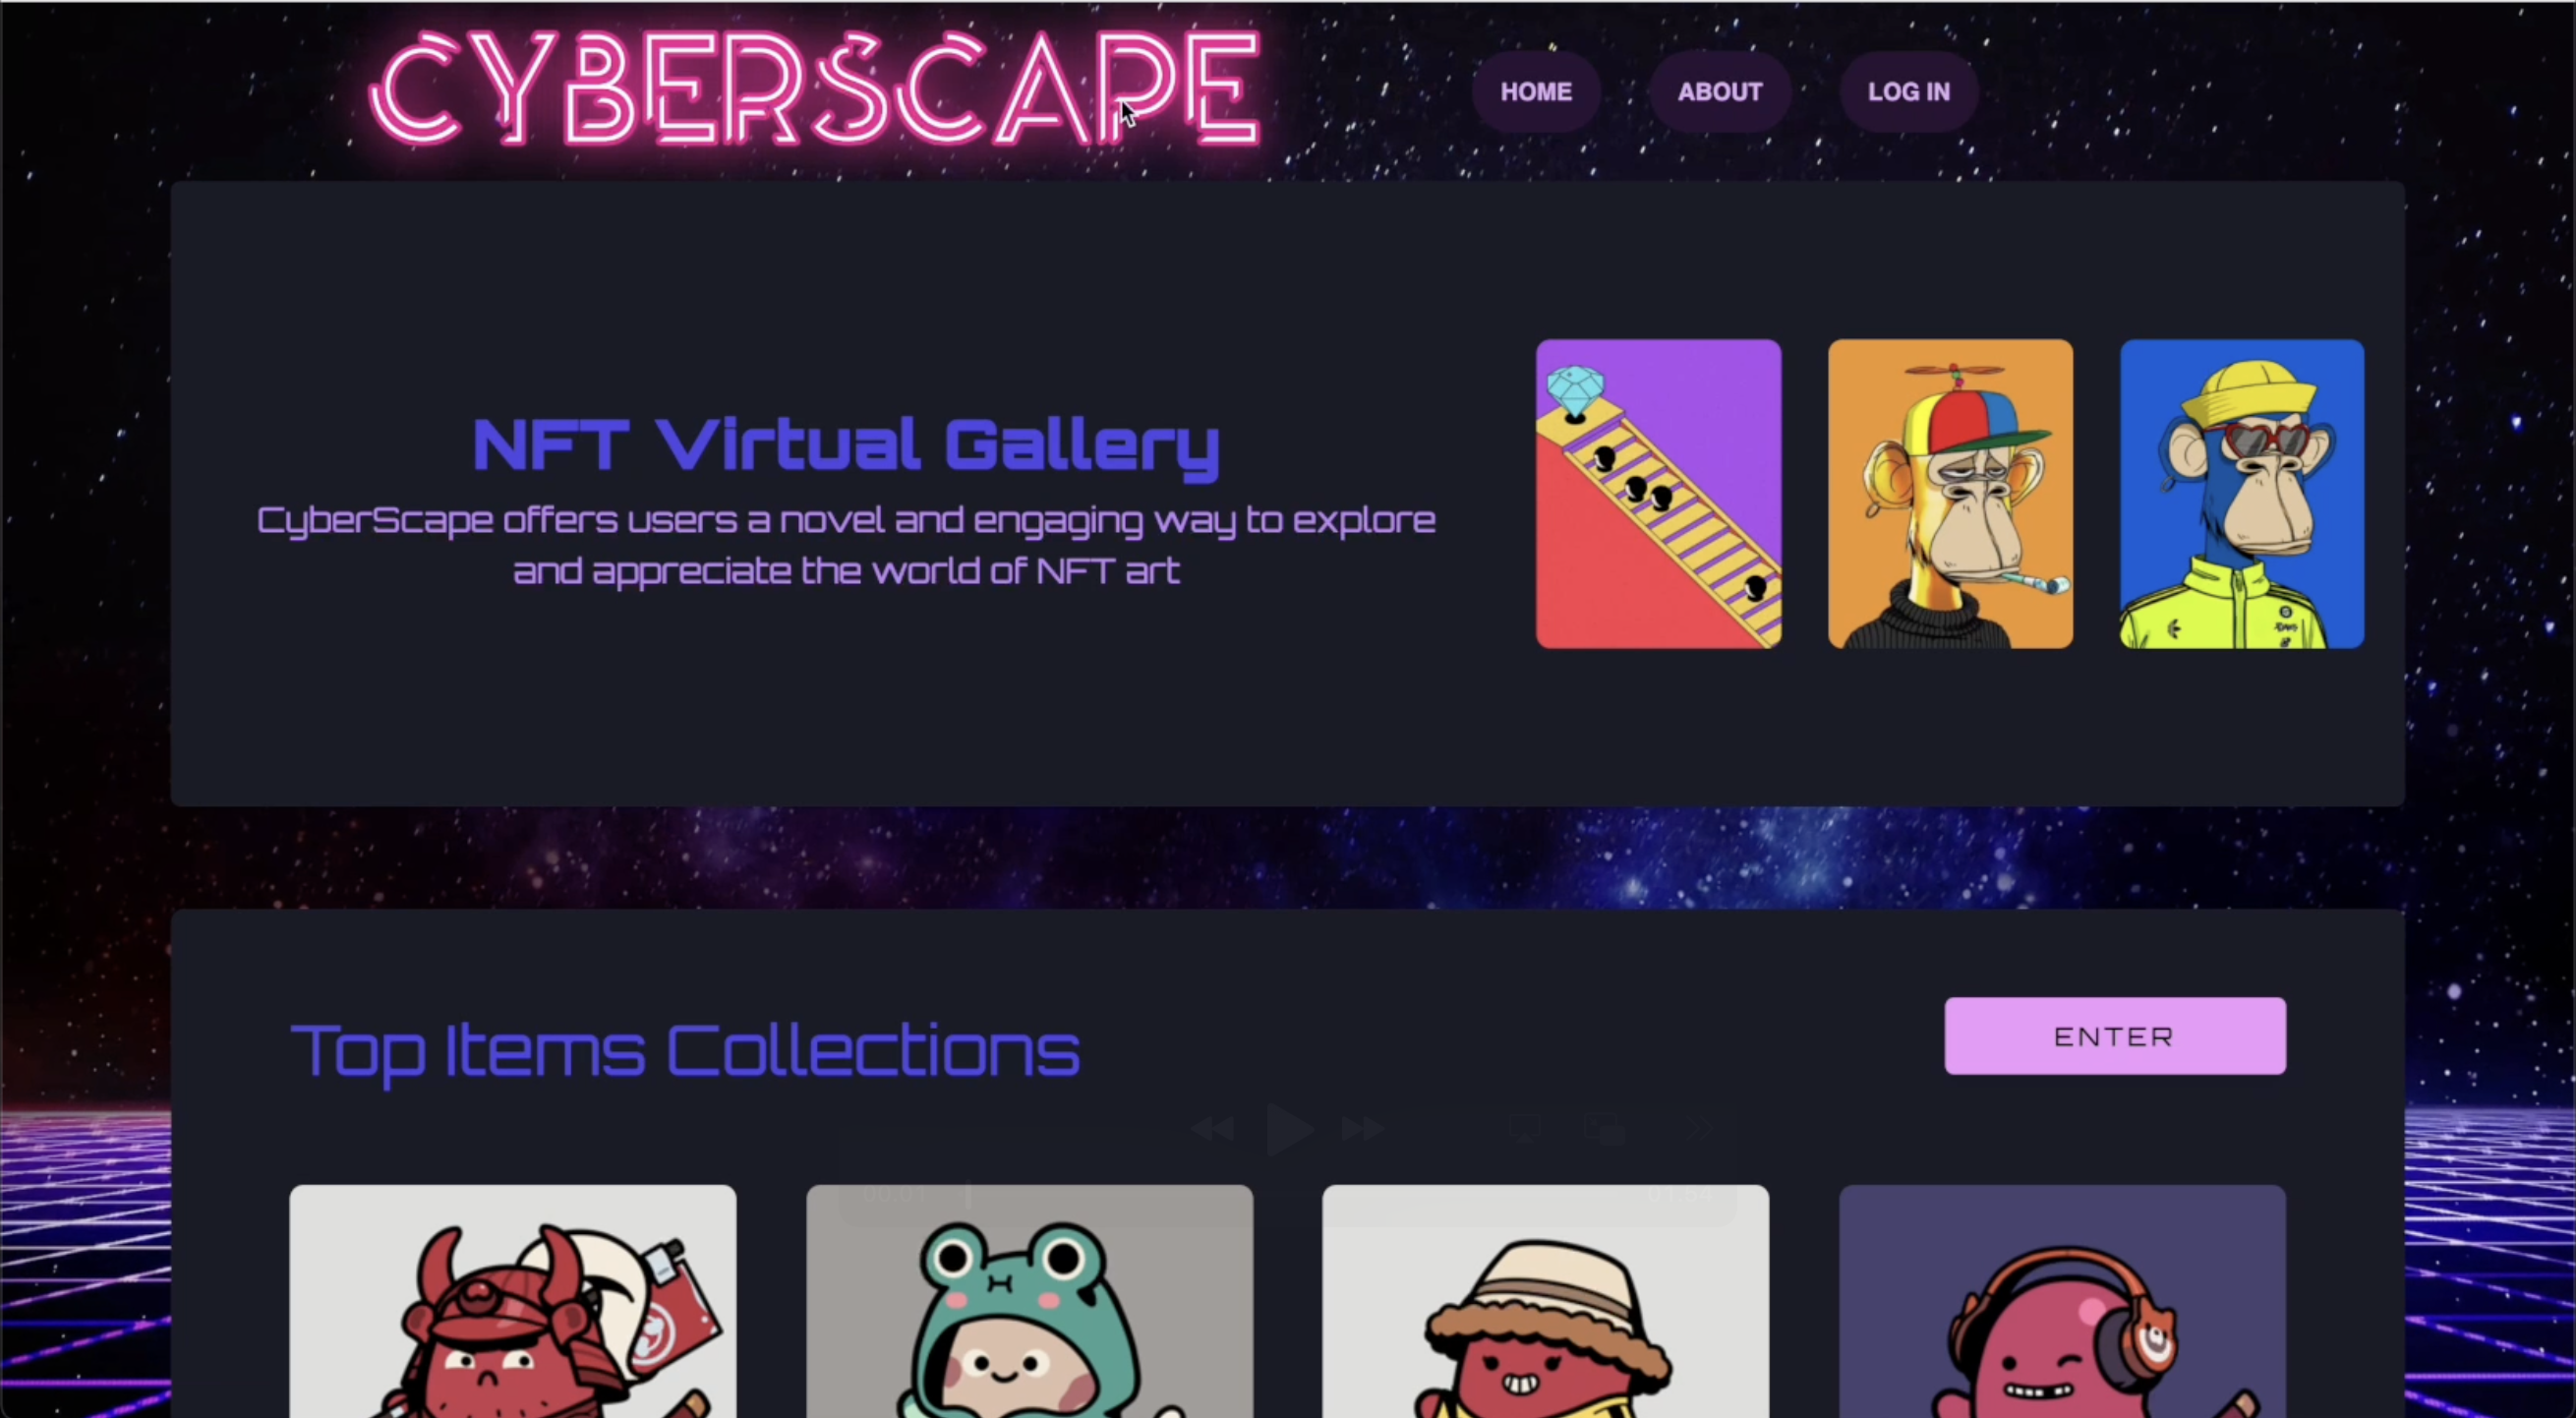 CYBERSCAPE
HOME
ABOUT
LOG IN
NFT Virtual Gallery
CyberScape offers users a novel and engaging way to explore
and appreciate the world of NFT art
Top Items Collections
ENTER